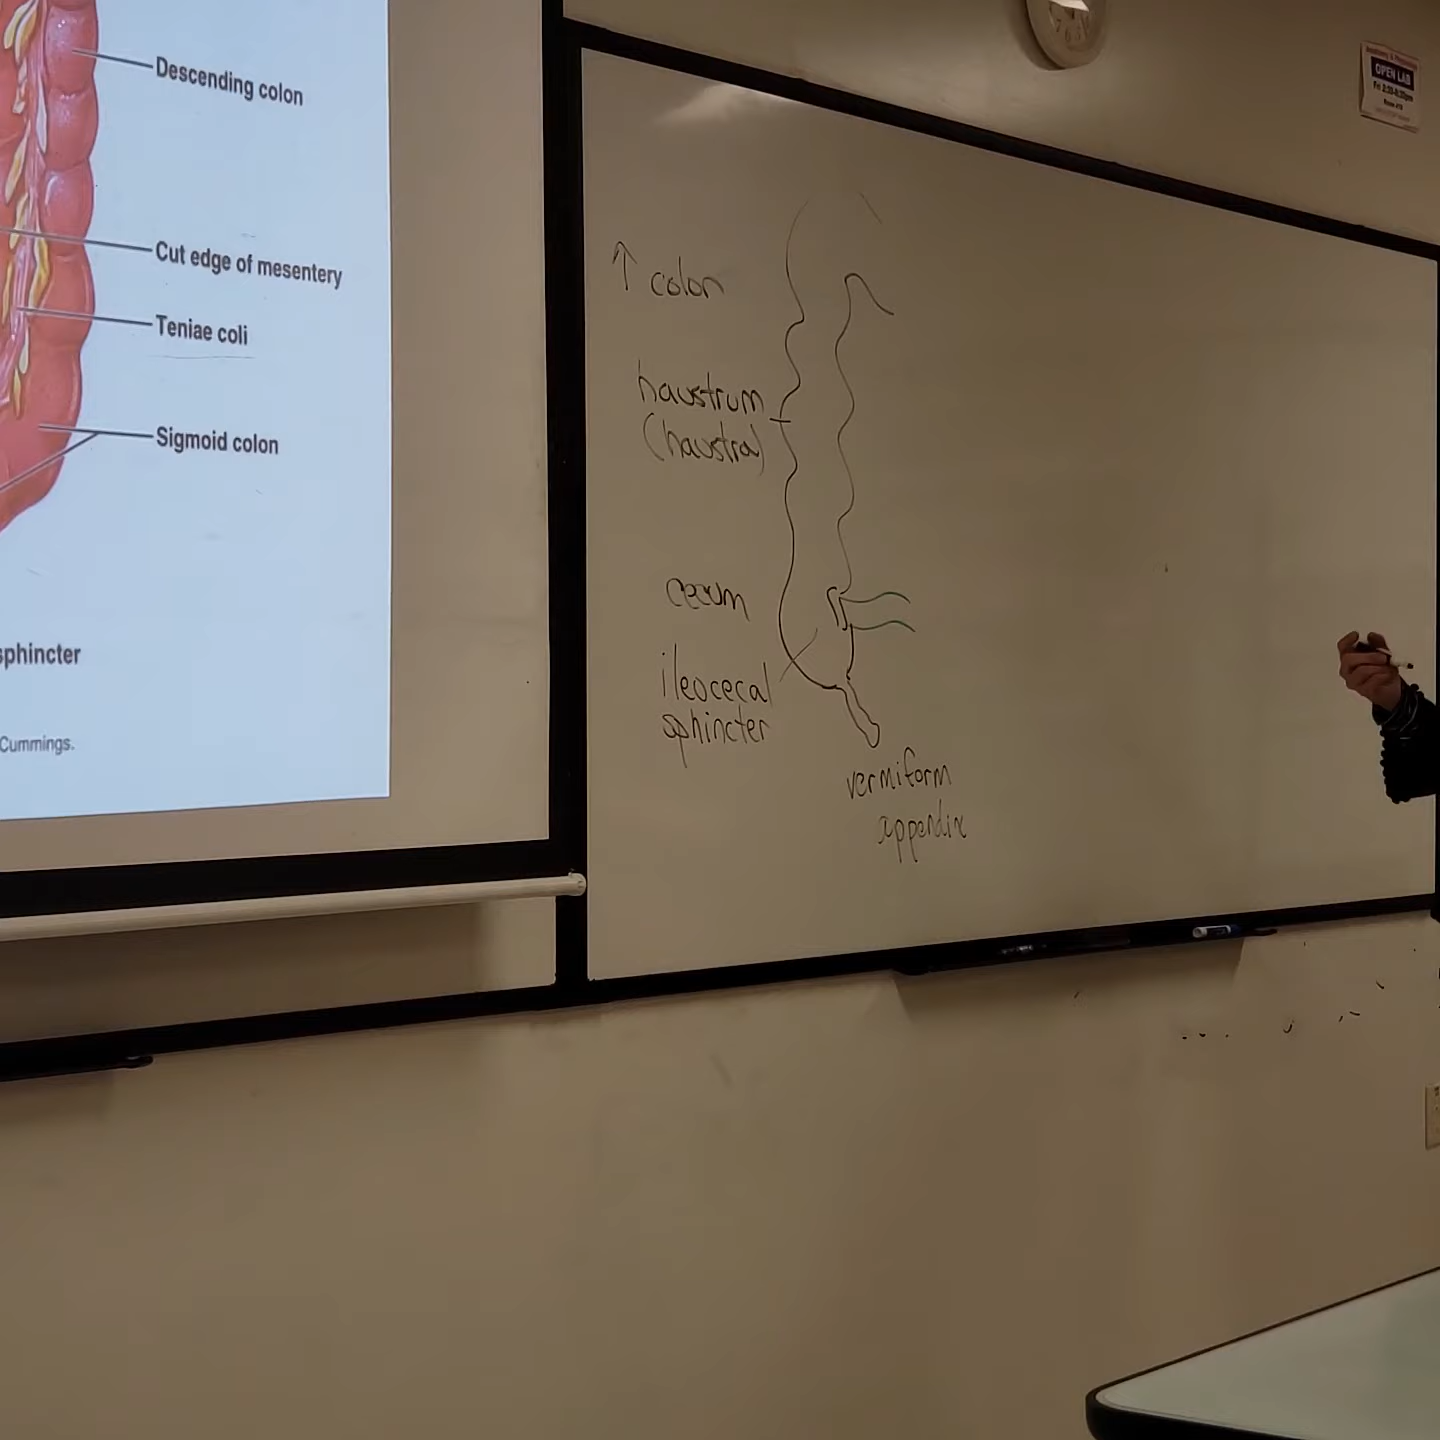 Descending colon
Cut edge of mesentery
Teniae coli
Sigmoid colon
sphincter
Cummings.
↑ colon
haustrum
(haustra)
cecum
ileocecal
sphincter
vermiform
appendix
OPEN LAB